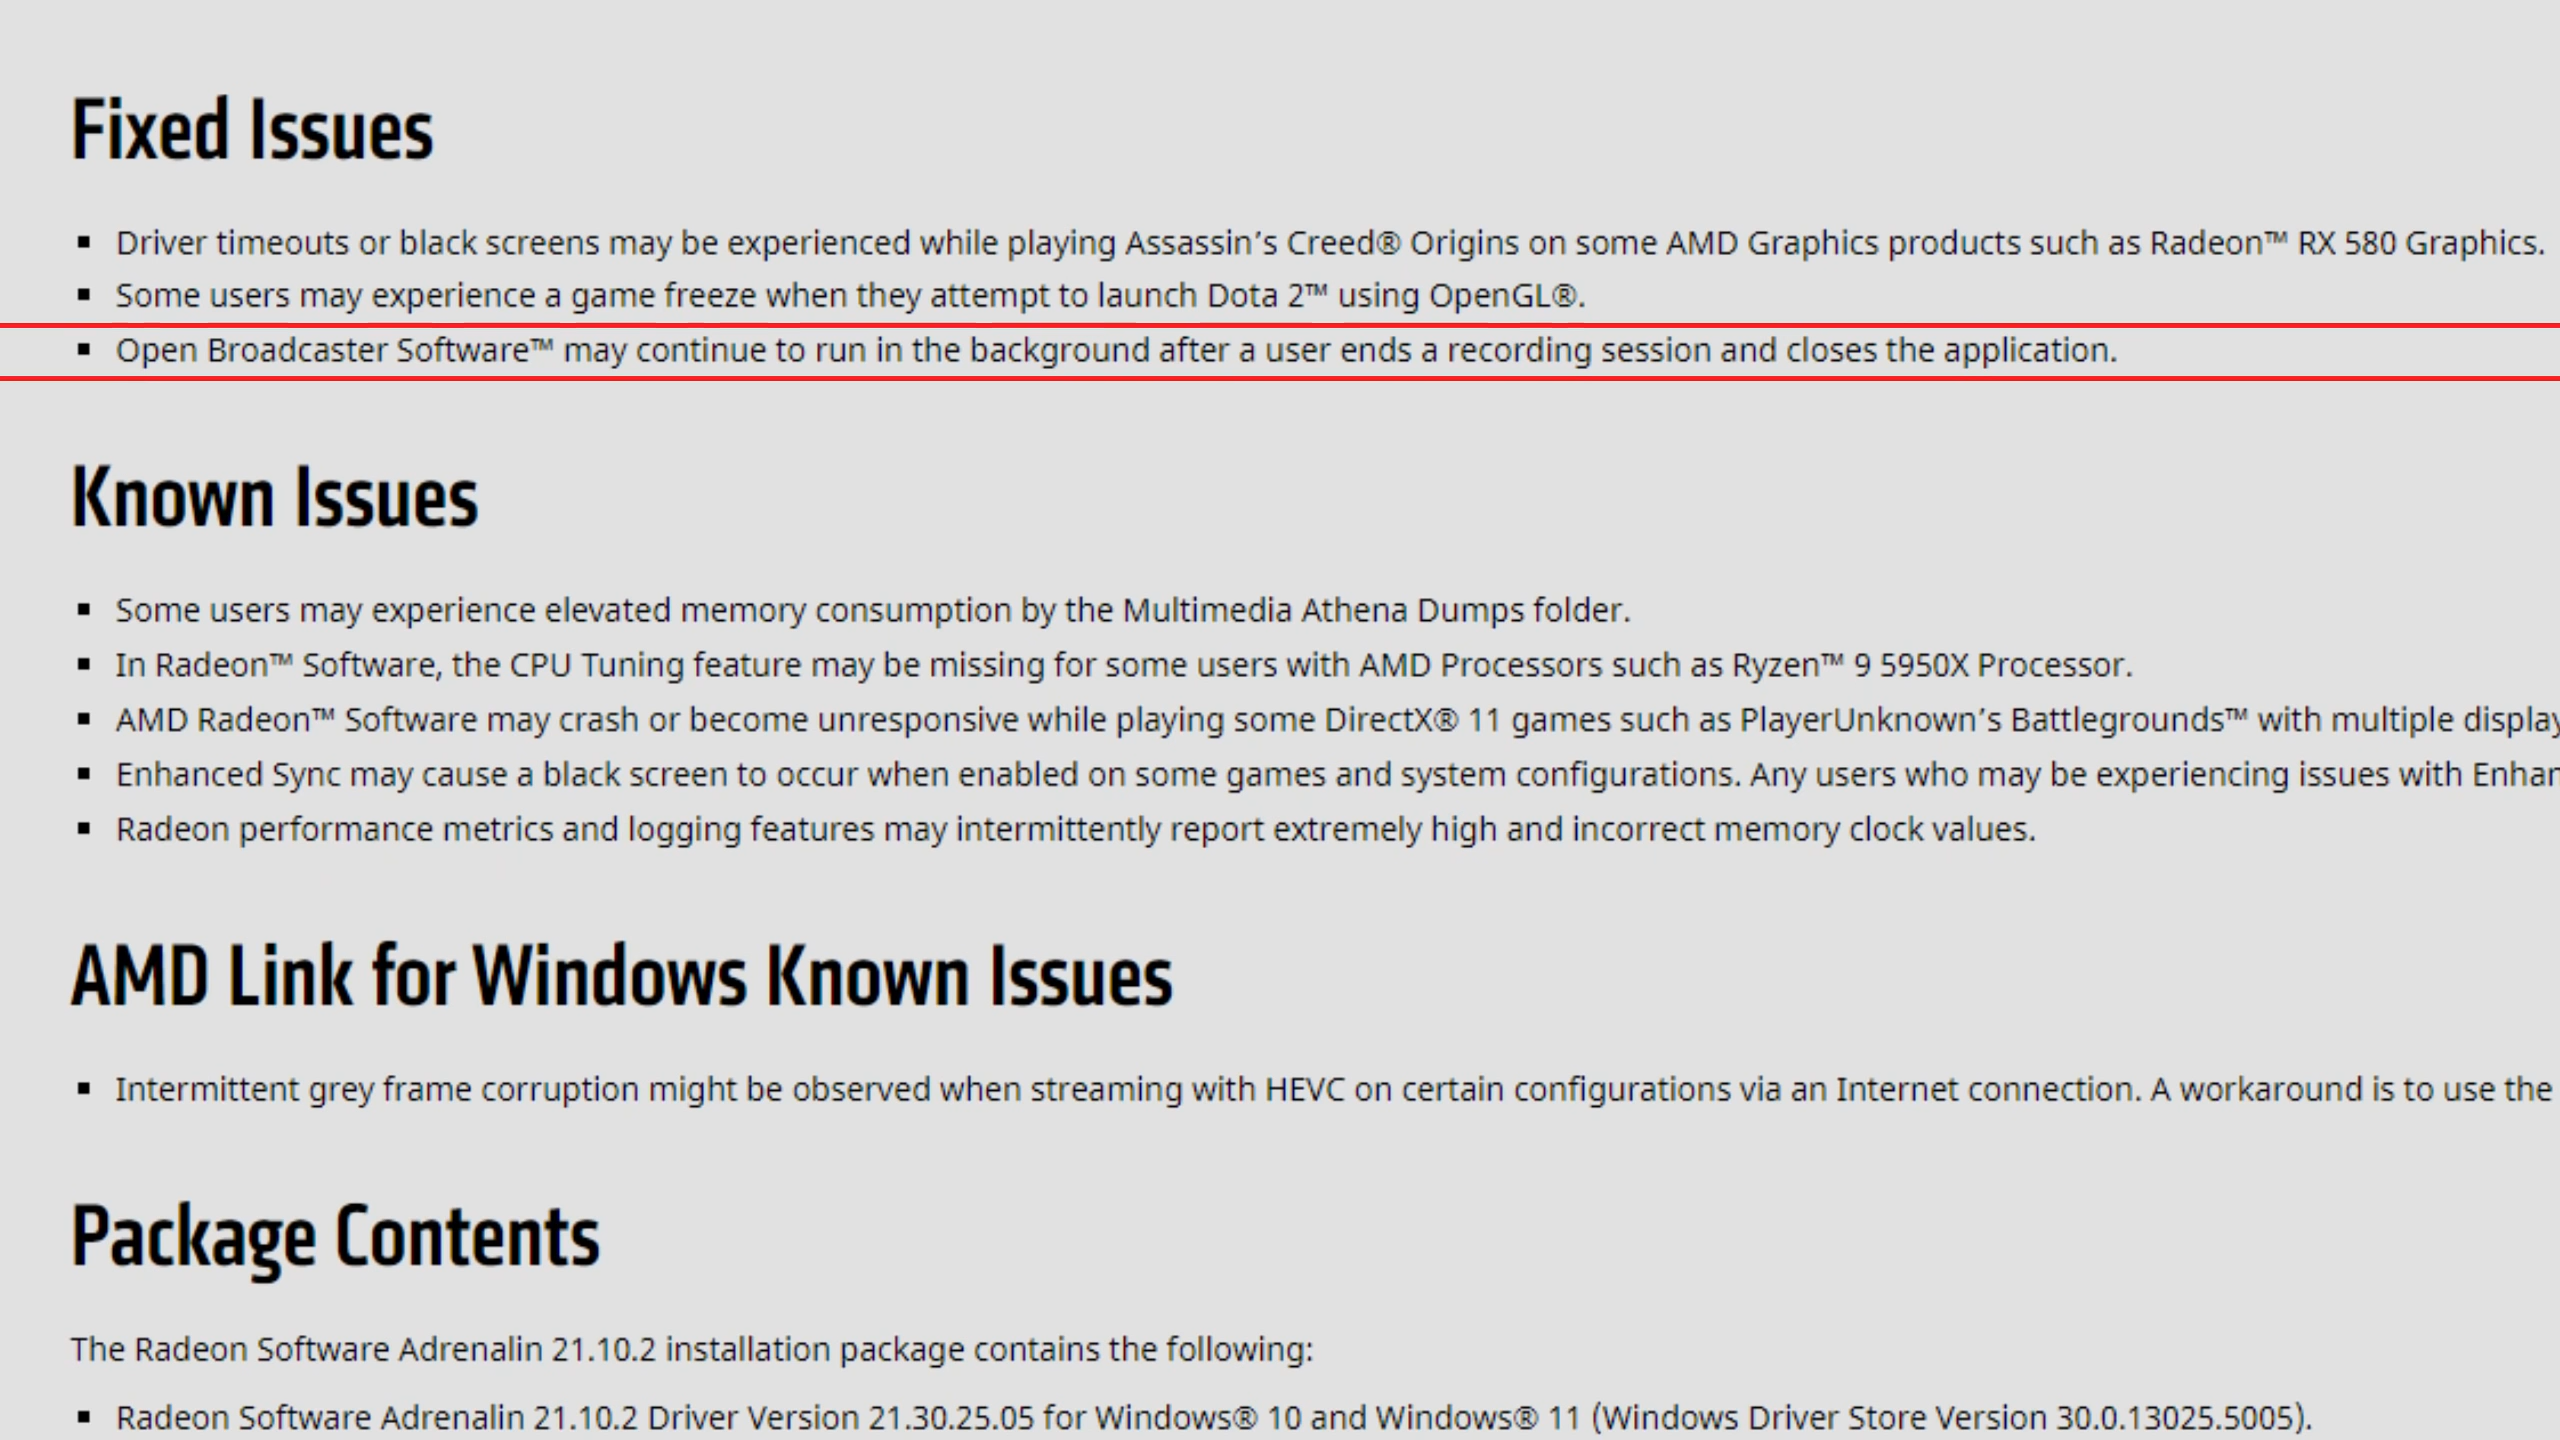 Fixed Issues
▪ Driver timeouts or black screens may be experienced while playing Assassin’s Creed® Origins on some AMD Graphics products such as Radeon™ RX 580 Graphics.
▪ Some users may experience a game freeze when they attempt to launch Dota 2™ using OpenGL®.
▪ Open Broadcaster Software™ may continue to run in the background after a user ends a recording session and closes the application.
Known Issues
▪ Some users may experience elevated memory consumption by the Multimedia Athena Dumps folder.
▪ In Radeon™ Software, the CPU Tuning feature may be missing for some users with AMD Processors such as Ryzen™ 9 5950X Processor.
▪ AMD Radeon™ Software may crash or become unresponsive while playing some DirectX® 11 games such as PlayerUnknown’s Battlegrounds™ with multiple display
▪ Enhanced Sync may cause a black screen to occur when enabled on some games and system configurations. Any users who may be experiencing issues with Enhan
▪ Radeon performance metrics and logging features may intermittently report extremely high and incorrect memory clock values.
AMD Link for Windows Known Issues
▪ Intermittent grey frame corruption might be observed when streaming with HEVC on certain configurations via an Internet connection. A workaround is to use the
Package Contents
The Radeon Software Adrenalin 21.10.2 installation package contains the following:
▪ Radeon Software Adrenalin 21.10.2 Driver Version 21.30.25.05 for Windows® 10 and Windows® 11 (Windows Driver Store Version 30.0.13025.5005).